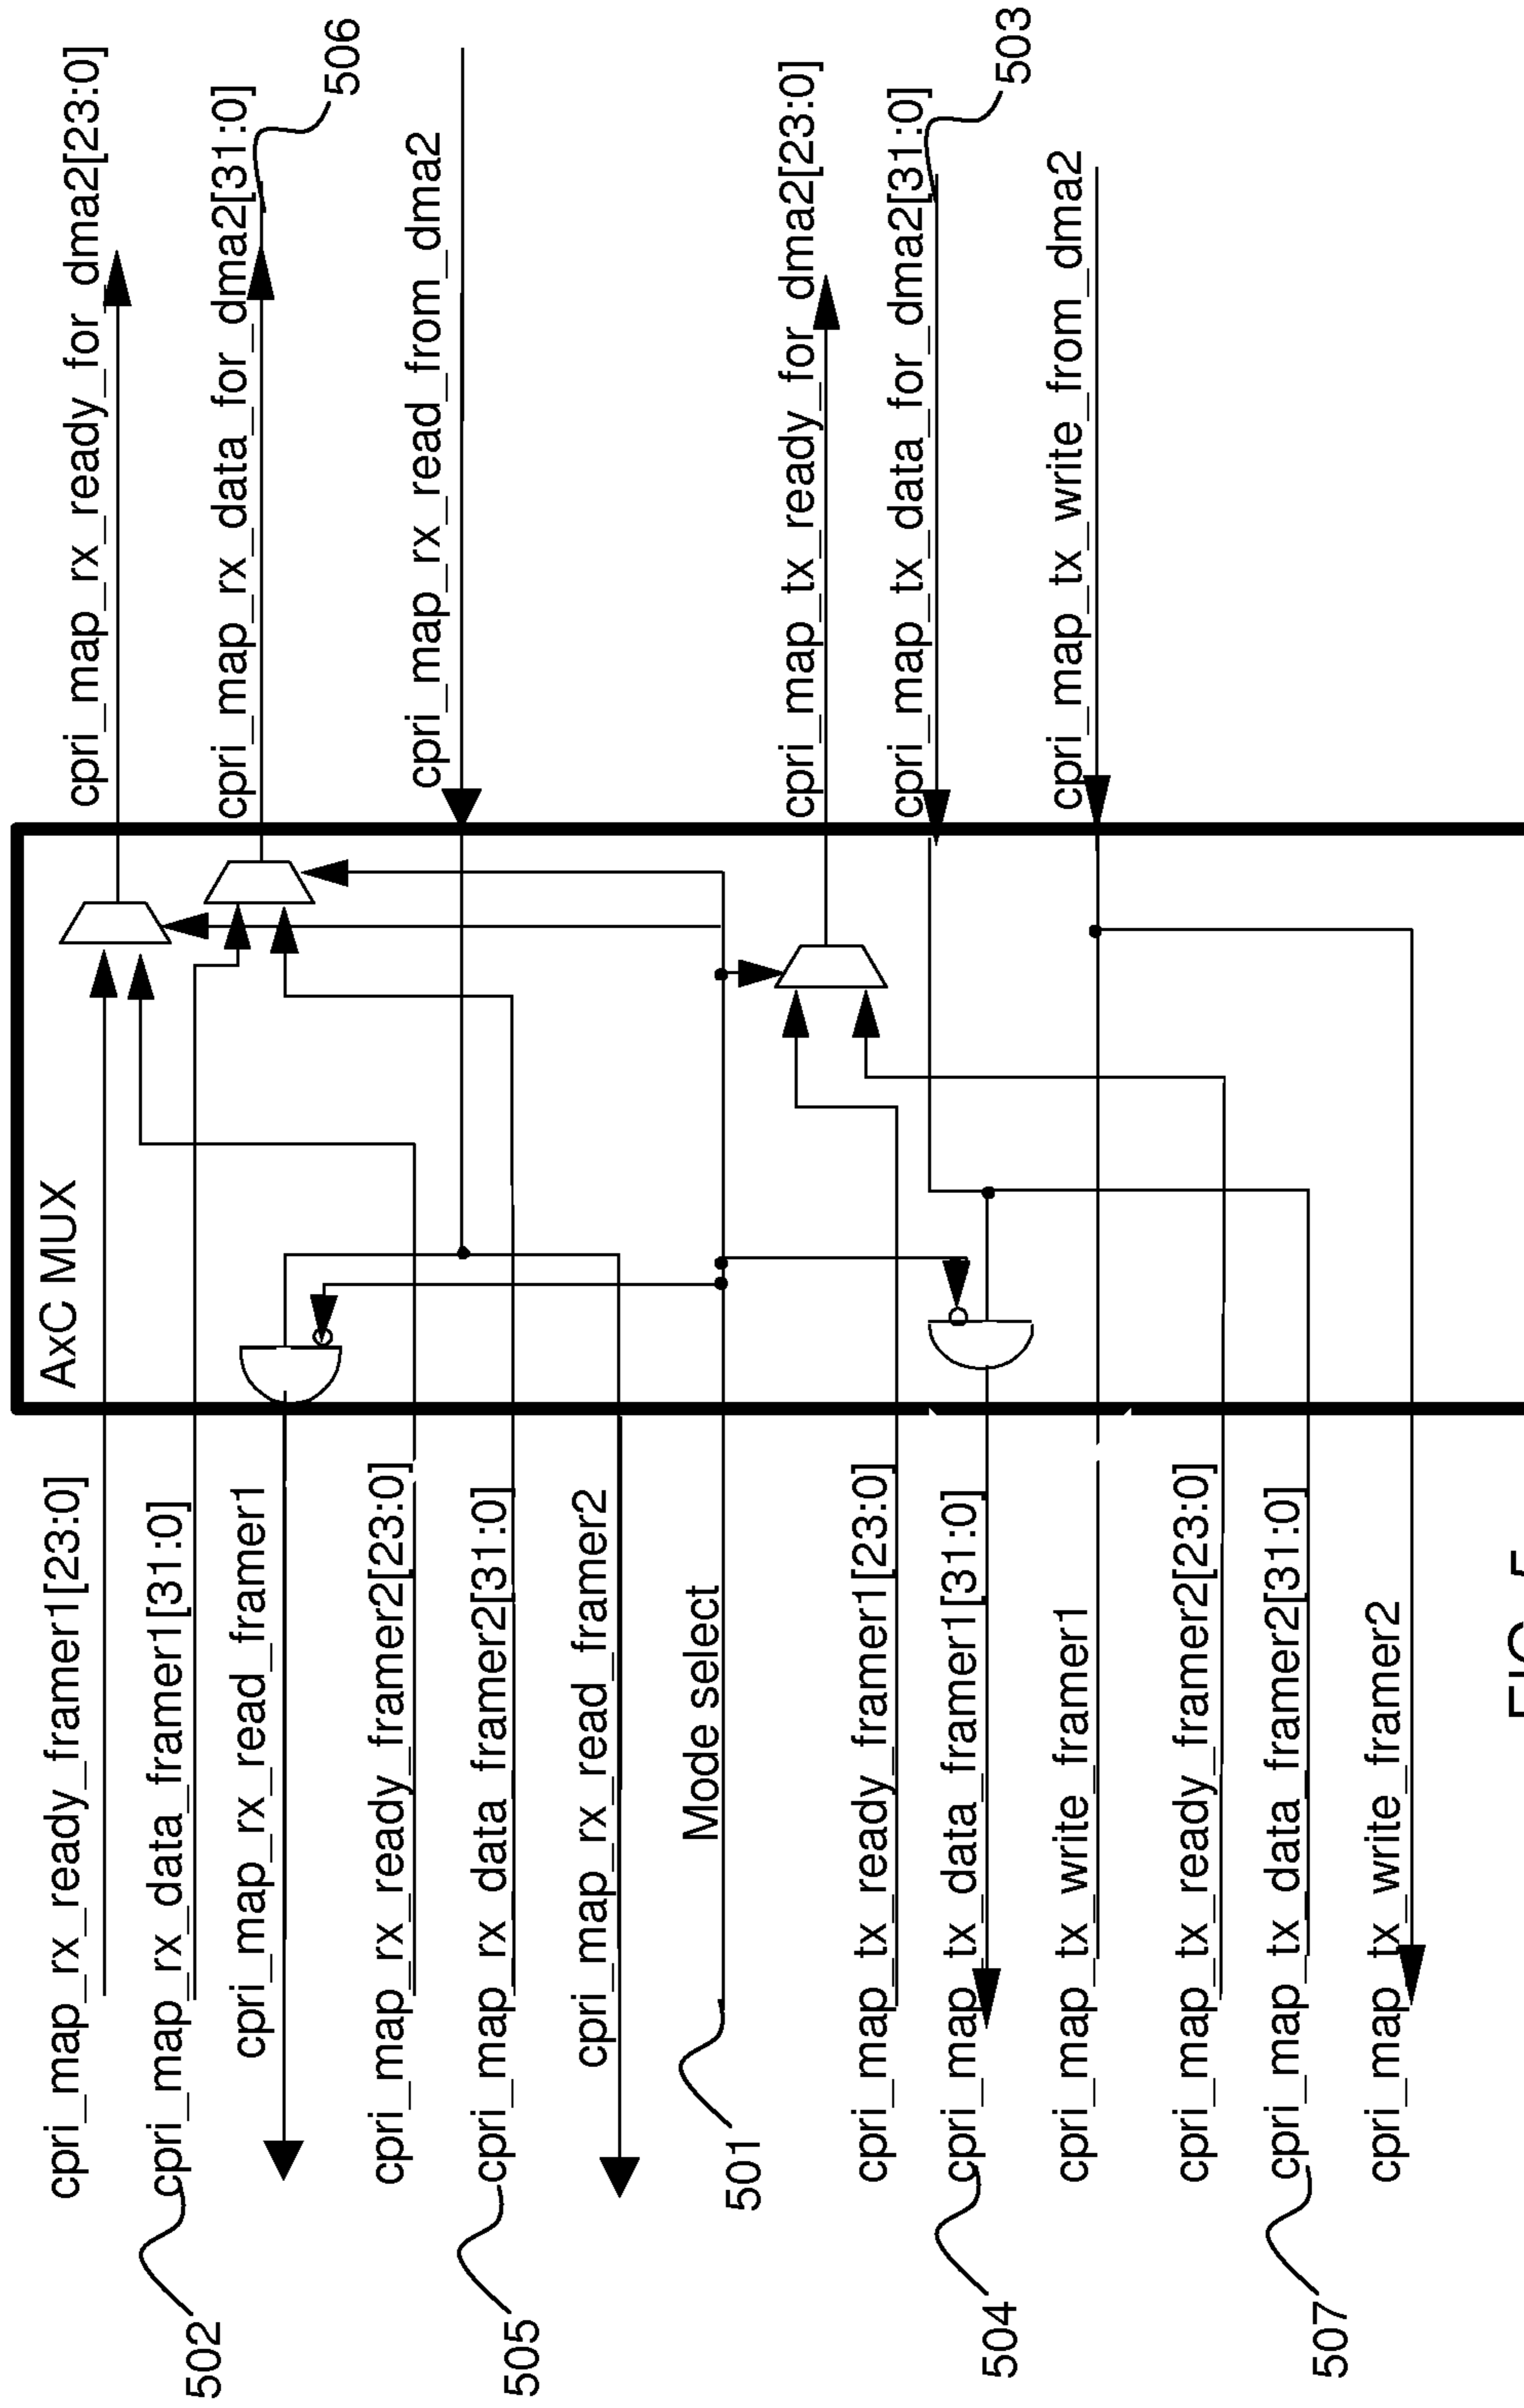 AxC MUX
cpri_map_rx_ready_framer1[23:0]
cpri_map_rx_data_framer1[31:0]
502
cpri_map_rx_read_framer1
cpri_map_rx_ready_framer2[23:0]
cpri_map_rx_data_framer2[31:0]
505
cpri_map_rx_read_framer2
Mode select
501
cpri_map_tx_ready_framer1[23:0]
cpri_map_tx_data_framer1[31:0]
504
cpri_map_tx_write_framer1
cpri_map_tx_ready_framer2[23:0]
cpri_map_tx_data_framer2[31:0]
507
cpri_map_tx_write_framer2
cpri_map_rx_ready_for_dma2[23:0]
cpri_map_rx_data_for_dma2[31:0]
506
cpri_map_rx_read_from_dma2
cpri_map_tx_ready_for_dma2[23:0]
cpri_map_tx_data_for_dma2[31:0]
503
cpri_map_tx_write_from_dma2